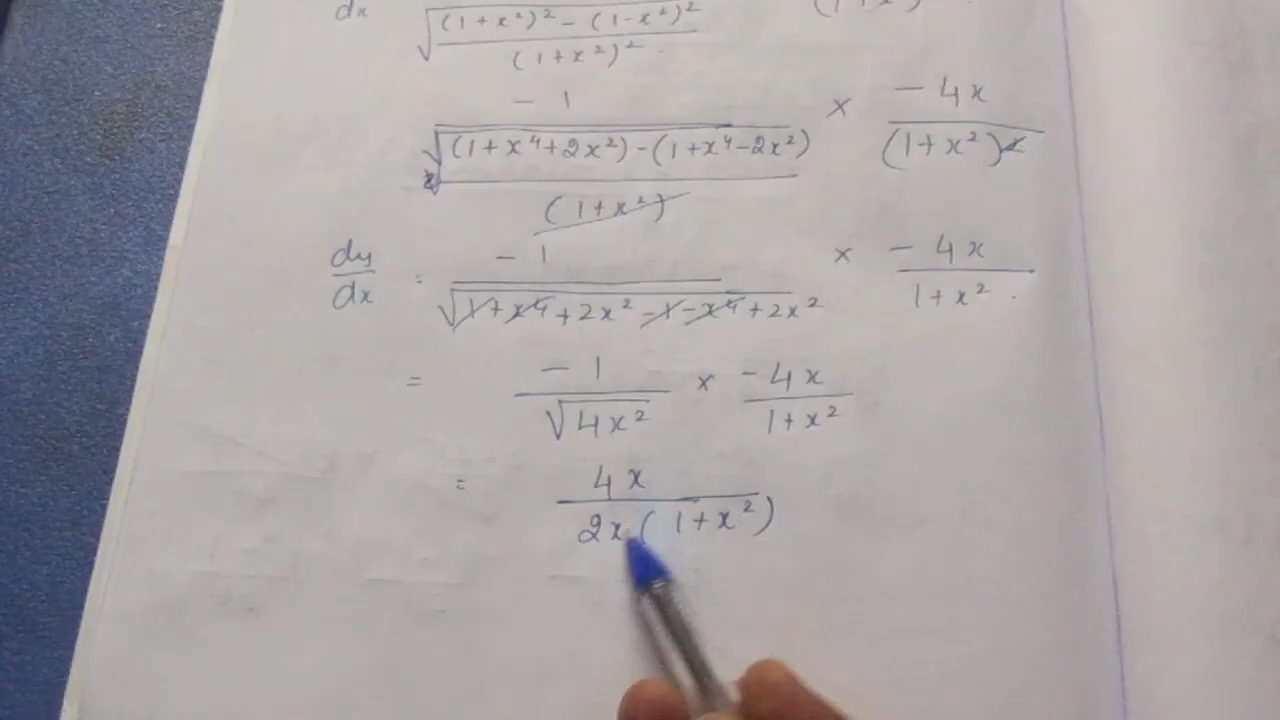 dx √((1+x²)² - (1-x²)² / (1+x²)²)
-1 / (√((1+x⁴+2x²)-(1+x⁴-2x²)) / (1+x²)) × -4x / (1+x²)²
dy/dx = -1 / √(1+x⁴+2x²-1-x⁴+2x²) × -4x / 1+x² .
= -1 / √4x² × -4x / 1+x²
= 4x / 2x(1+x²)